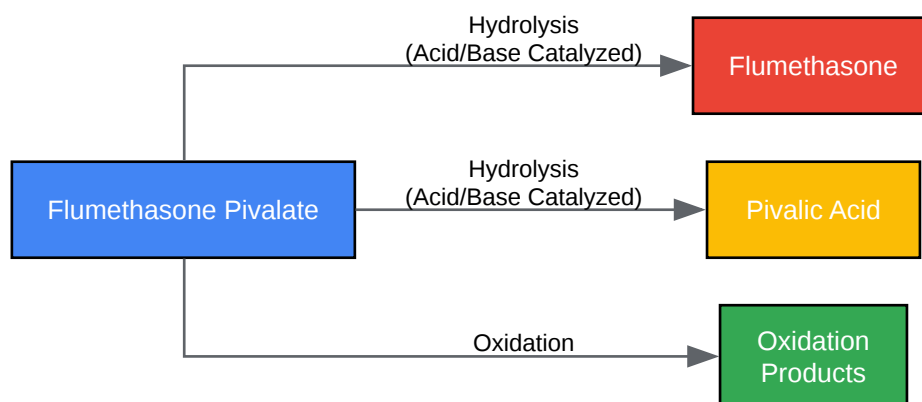 Hydrolysis
(Acid/Base Catalyzed)
Flumethasone
Flumethasone Pivalate
Hydrolysis
(Acid/Base Catalyzed)
Pivalic Acid
Oxidation
Oxidation
Products